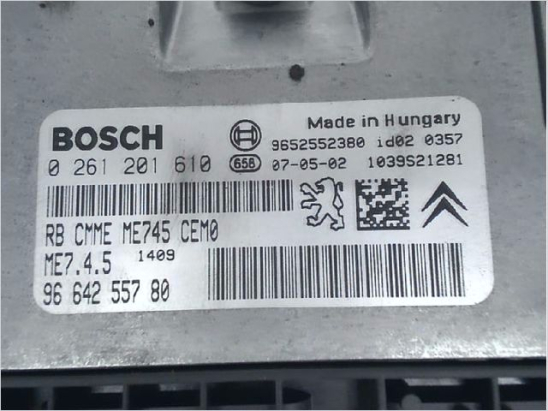 Made in Hungary
BOSCH
9652552380 id02 0357
0 261 201 610 658 07-05-02 1039S21281
RB CMME ME745 CEM0
ME7.4.5 1409
96 642 557 80